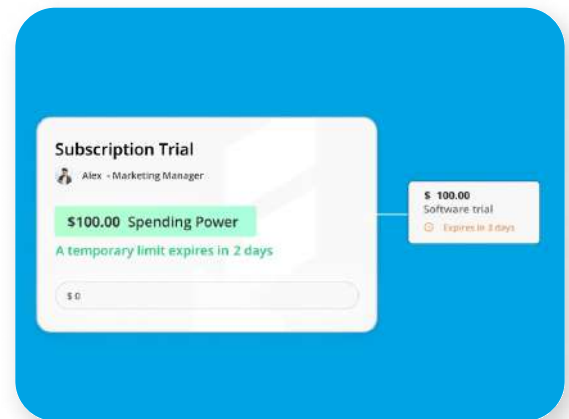 Subscription Trial
Alex - Marketing Manager
$100.00 Spending Power
A temporary limit expires in 2 days
$ 0
$ 100.00
Software trial
Expires in 2 days